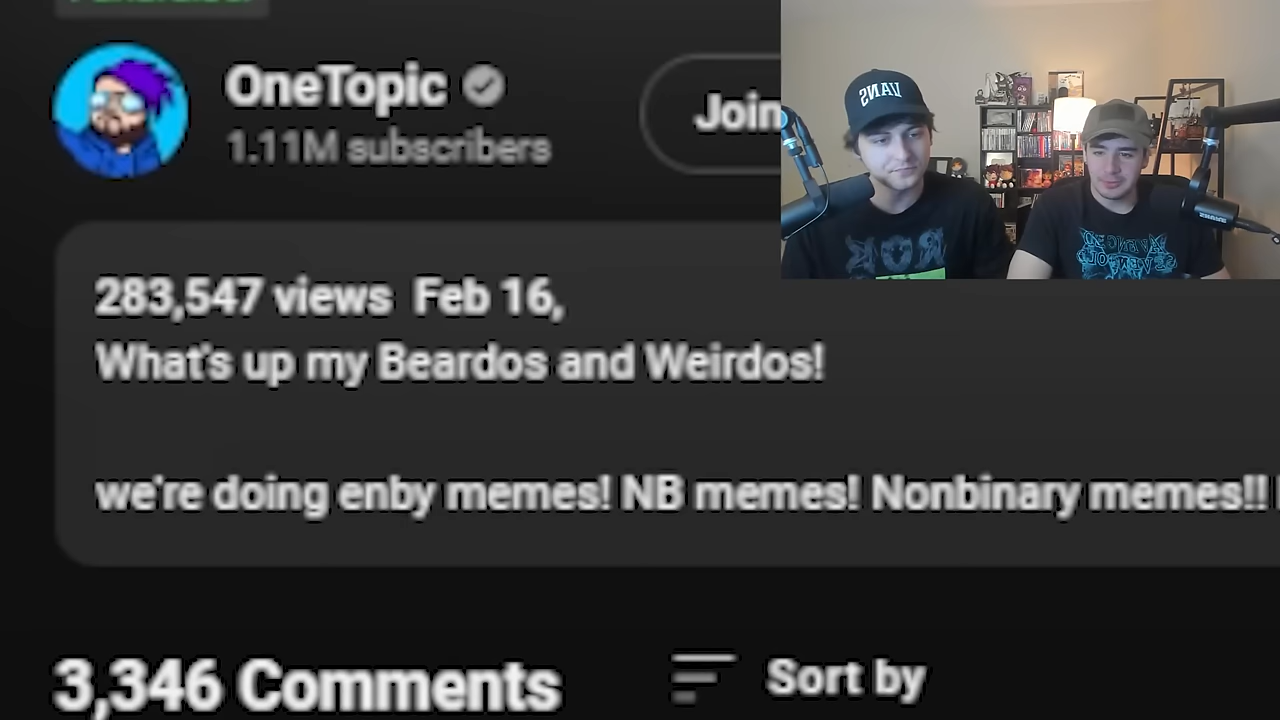 OneTopic
1.11M subscribers
Join
283,547 views Feb 16,
What's up my Beardos and Weirdos!
we're doing enby memes! NB memes! Nonbinary memes!!
3,346 Comments
Sort by
VANS